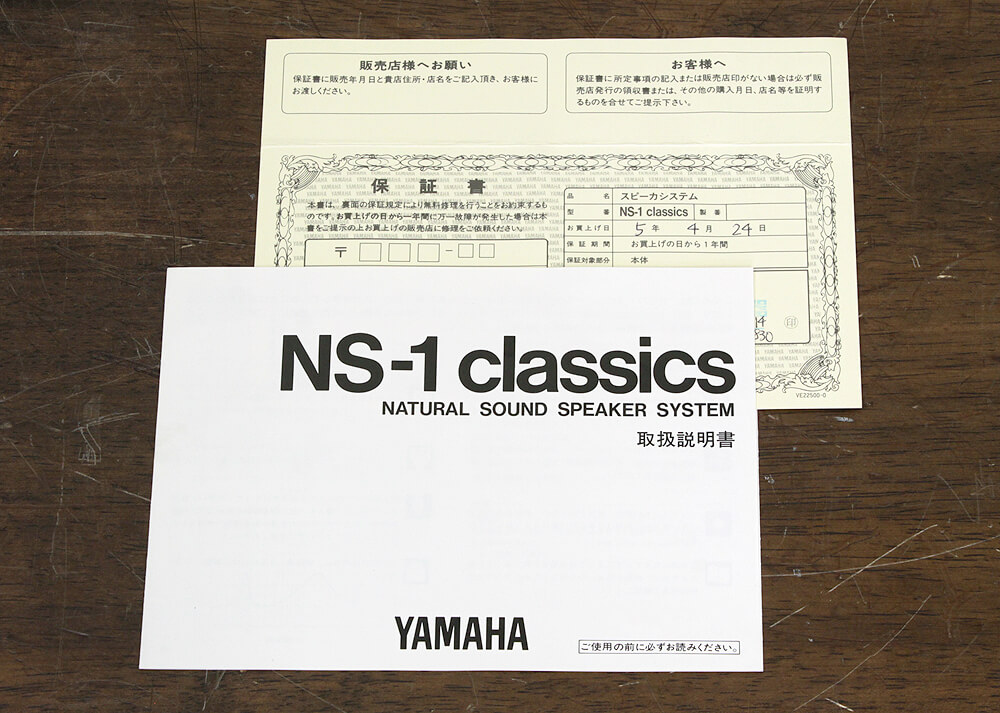 販売店様へお願い
保証書に販売年月日と貴店住所・店名をご記入頂き、お客様に
お渡しください。
お客様へ
保証書に所定事項の記入または販売店印がない場合は必ず販
売店発行の領収書または、その他の購入月日、店名等を証明す
るものを合せてご提示下さい。
保証書
本書は、裏面の保証規定により無料修理を行うことをお約束するも
のです。お買上げの日から一年間に万一故障が発生した場合は本
書をご提示の上お買上げの販売店に修理をご依頼ください。
〒 -
品名 スピーカシステム
型番 NS-1 classics 製番
お買上げ日 5年 4月 24日
保証期間 お買上げの日から1年間
保証対象部分 本体
印
VE22500-0
NS-1 classics
NATURAL SOUND SPEAKER SYSTEM
取扱説明書
YAMAHA
ご使用の前に必ずお読みください。